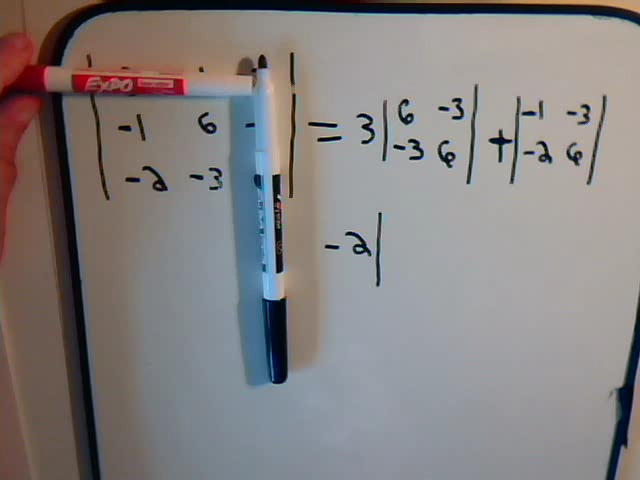 EXPO
-1 6 - = 3 | 6 -3 | + | -1 -3 |
-2 -3 | -3 6 | | -2 6 |
-2 |